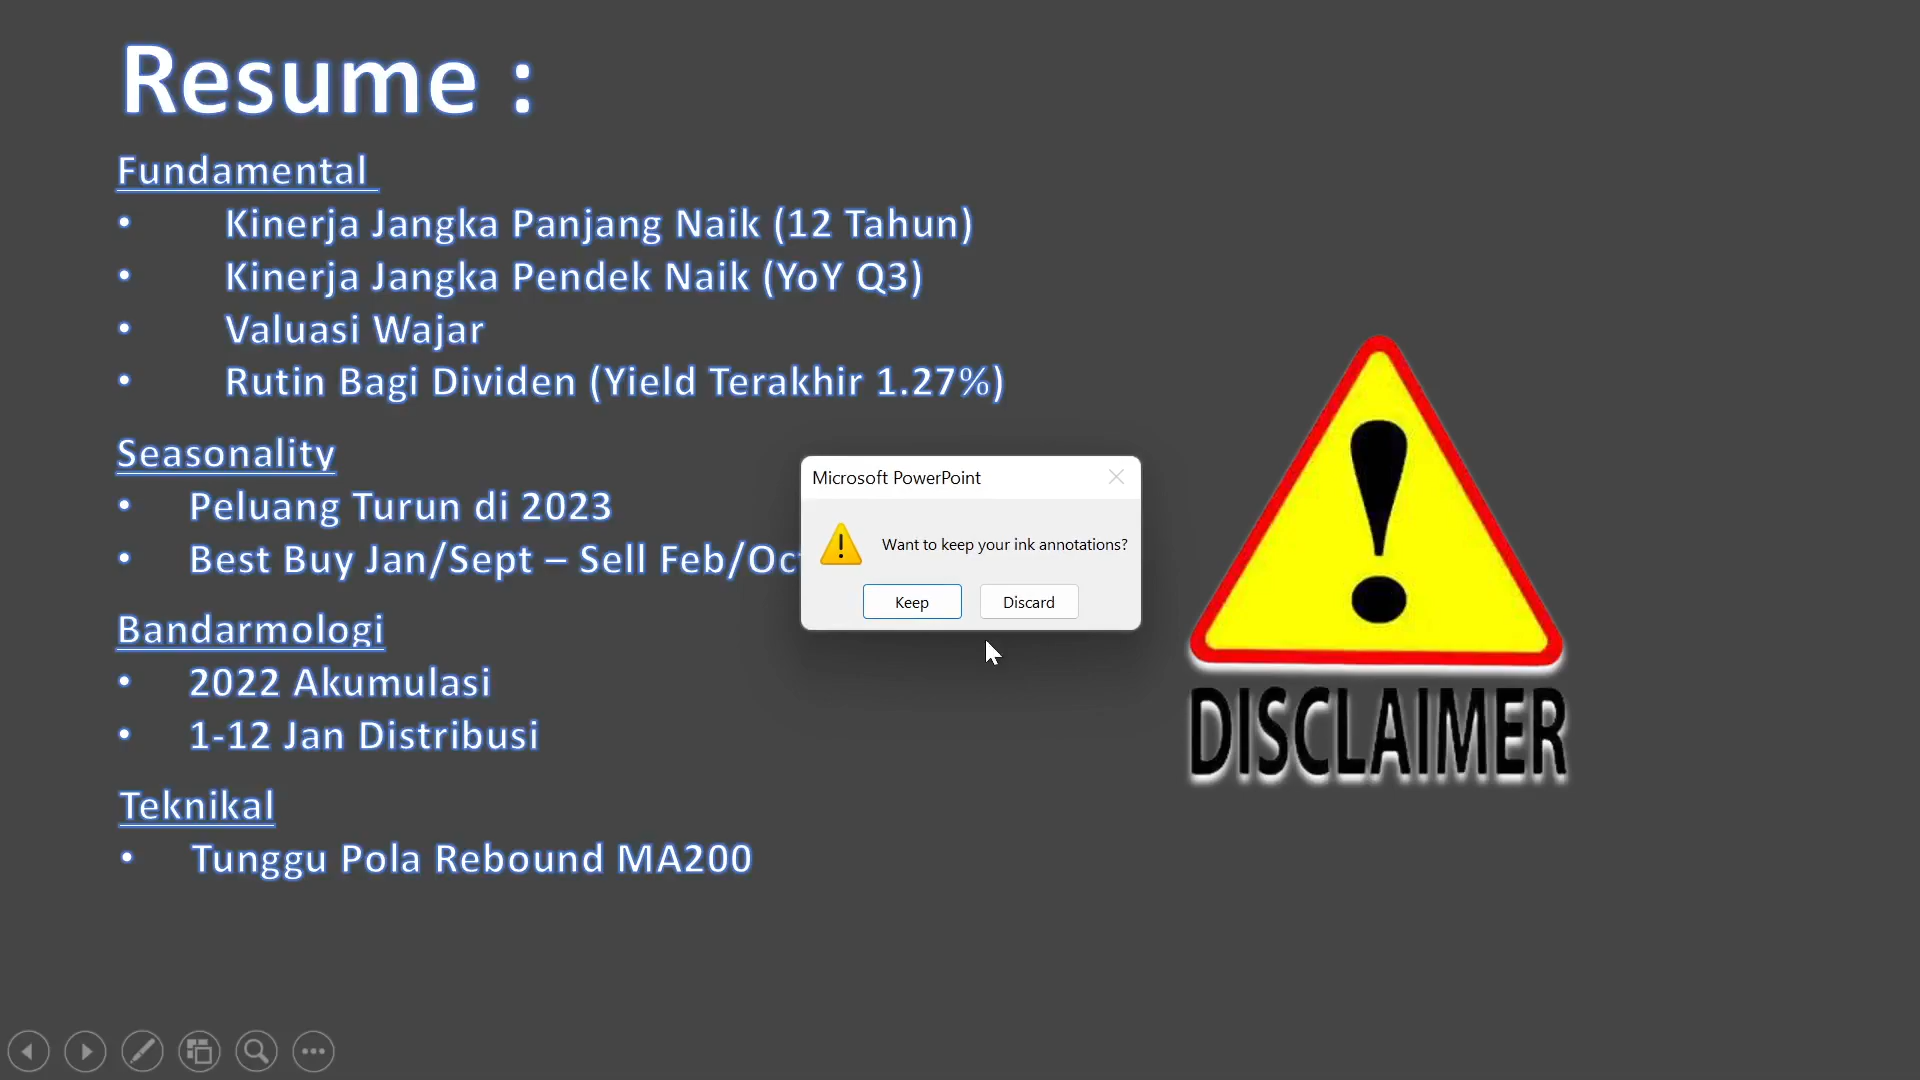 Resume :
Fundamental
• Kinerja Jangka Panjang Naik (12 Tahun)
• Kinerja Jangka Pendek Naik (YoY Q3)
• Valuasi Wajar
• Rutin Bagi Dividen (Yield Terakhir 1.27%)
Seasonality
• Peluang Turun di 2023
• Best Buy Jan/Sept – Sell Feb/Oc
Bandarmologi
• 2022 Akumulasi
• 1-12 Jan Distribusi
Teknikal
• Tunggu Pola Rebound MA200
Microsoft PowerPoint
Want to keep your ink annotations?
Keep
Discard
DISCLAIMER